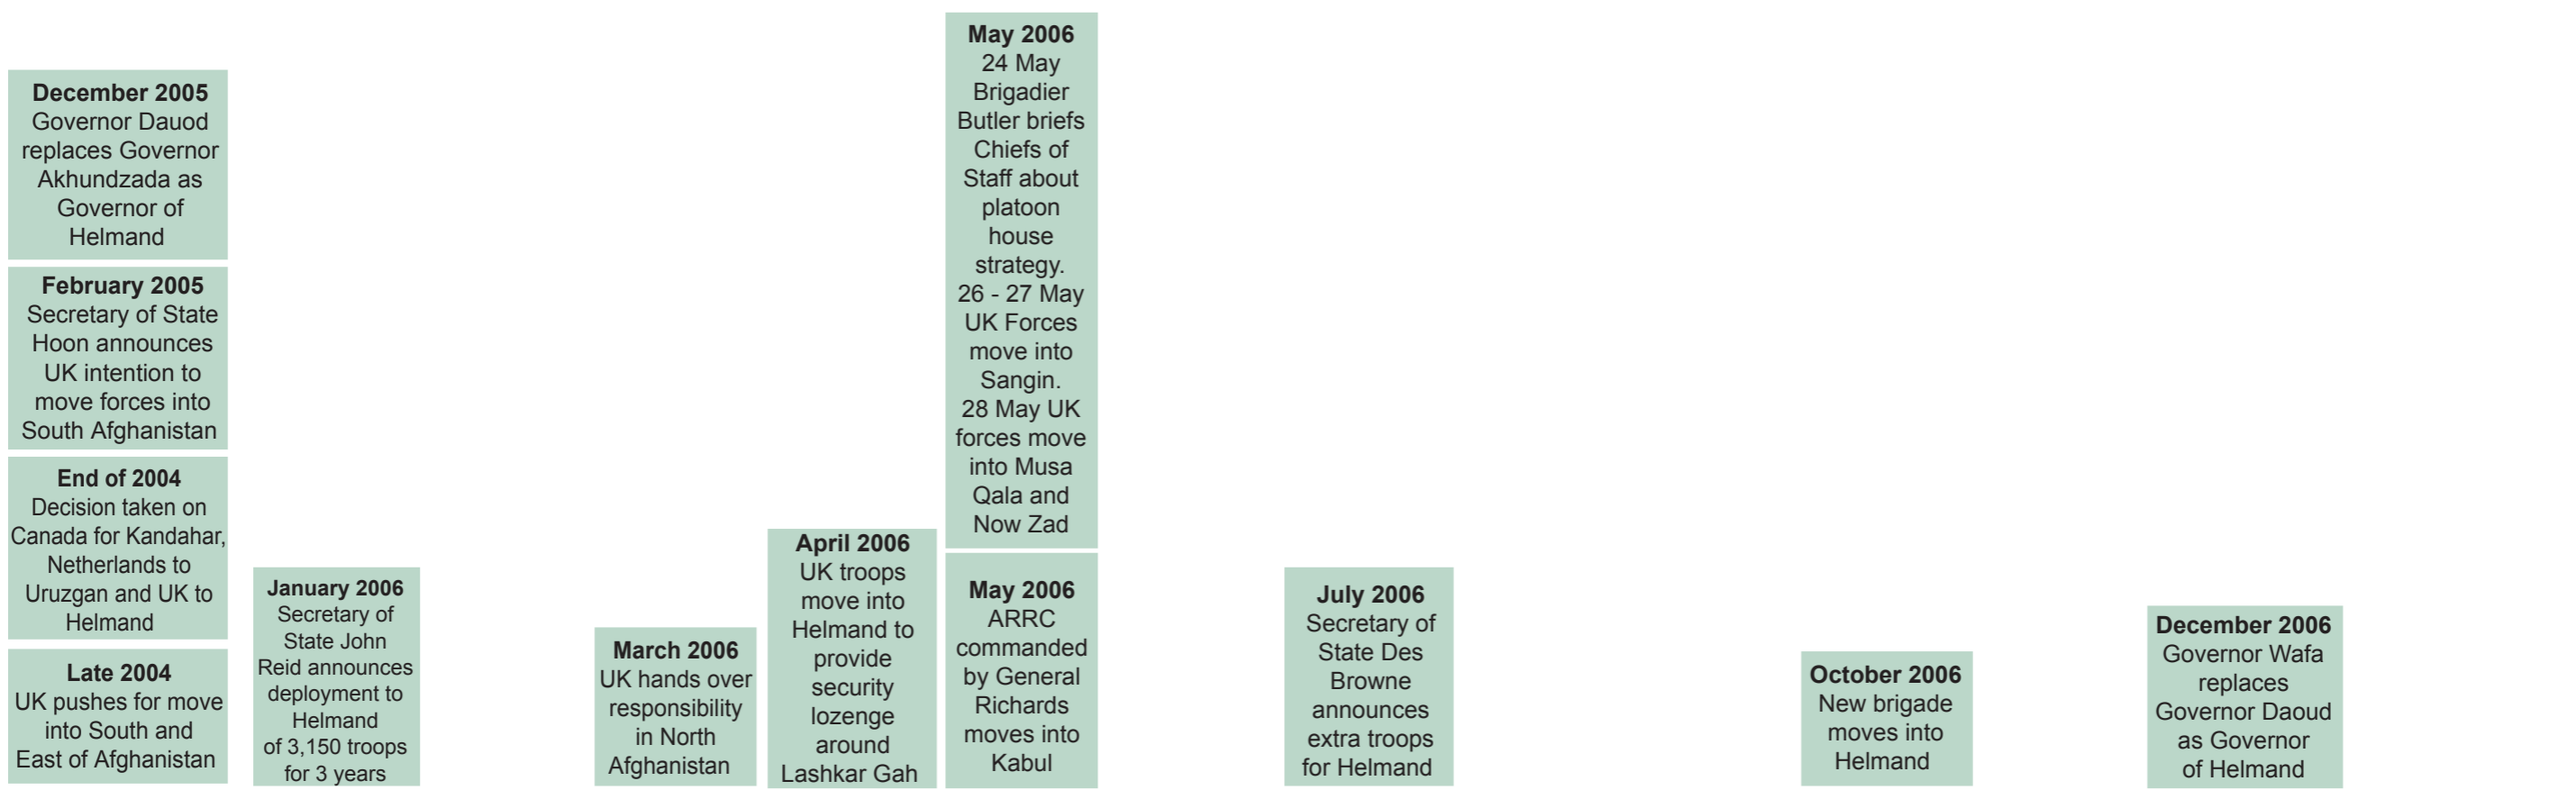 December 2005
Governor Dauod
replaces Governor
Akhundzada as
Governor of
Helmand
February 2005
Secretary of State
Hoon announces
UK intention to
move forces into
South Afghanistan
End of 2004
Decision taken on
Canada for Kandahar,
Netherlands to
Uruzgan and UK to
Helmand
Late 2004
UK pushes for move
into South and
East of Afghanistan
January 2006
Secretary of
State John
Reid announces
deployment to
Helmand
of 3,150 troops
for 3 years
March 2006
UK hands over
responsibility
in North
Afghanistan
April 2006
UK troops
move into
Helmand to
provide
security
lozenge
around
Lashkar Gah
May 2006
24 May
Brigadier
Butler briefs
Chiefs of
Staff about
platoon
house
strategy.
26 - 27 May
UK Forces
move into
Sangin.
28 May UK
forces move
into Musa
Qala and
Now Zad
May 2006
ARRC
commanded
by General
Richards
moves into
Kabul
July 2006
Secretary of
State Des
Browne
announces
extra troops
for Helmand
October 2006
New brigade
moves into
Helmand
December 2006
Governor Wafa
replaces
Governor Daoud
as Governor
of Helmand